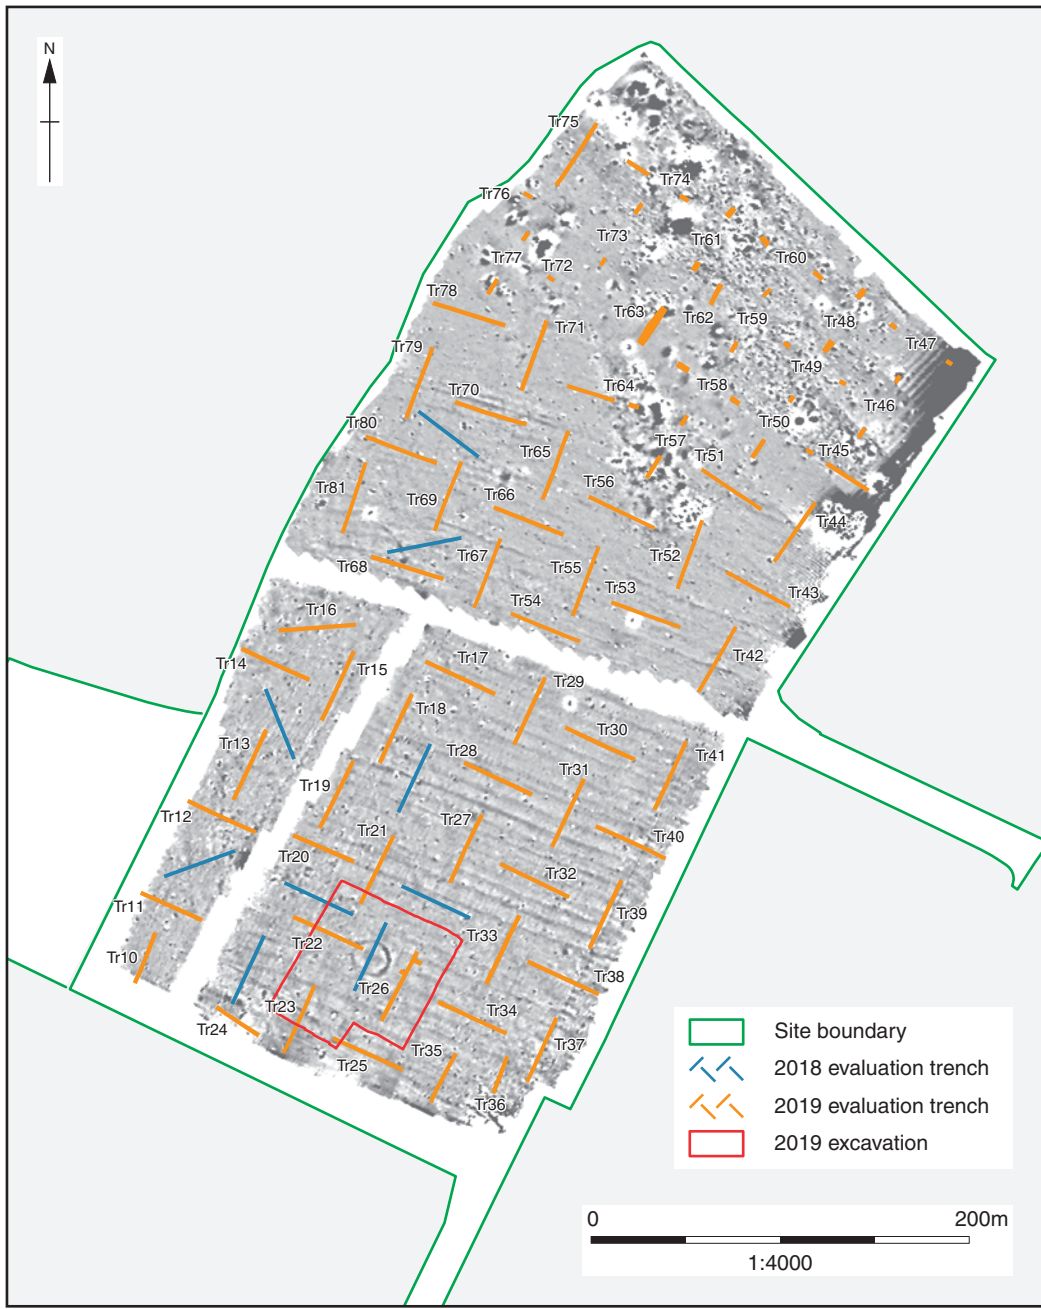 N
Tr75
Tr74
Tr76
Tr73
Tr61
Tr60
Tr77
Tr72
Tr78
Tr63
Tr62
Tr59
Tr48
Tr71
Tr47
Tr79
Tr49
Tr70
Tr64
Tr58
Tr46
Tr80
Tr50
Tr57
Tr65
Tr51
Tr45
Tr81
Tr69
Tr66
Tr56
Tr44
Tr68
Tr67
Tr55
Tr52
Tr53
Tr43
Tr54
Tr16
Tr14
Tr15
Tr17
Tr42
Tr29
Tr18
Tr30
Tr13
Tr28
Tr41
Tr19
Tr31
Tr12
Tr21
Tr27
Tr40
Tr20
Tr32
Tr11
Tr39
Tr22
Tr33
Tr10
Tr38
Tr26
Tr23
Tr34
Tr24
Tr35
Tr37
Tr25
Tr36
Site boundary
2018 evaluation trench
2019 evaluation trench
2019 excavation
0 200m
1:4000